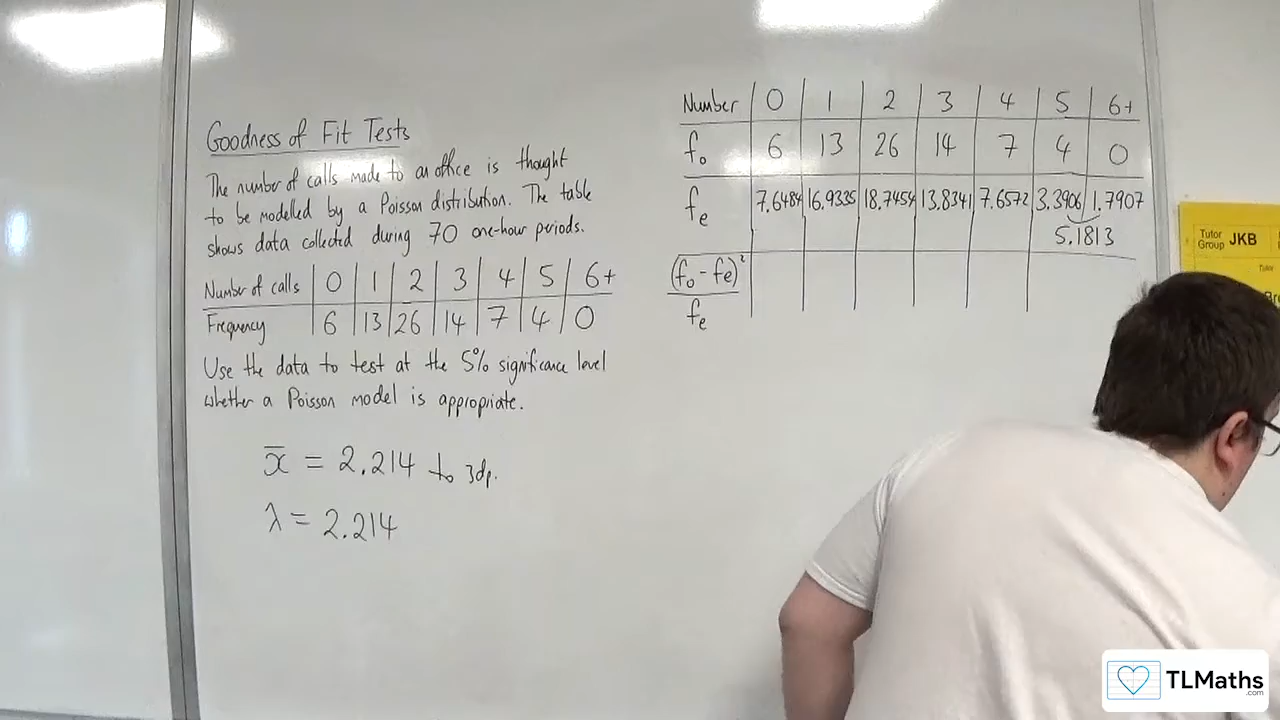 Goodness of Fit Tests
The number of calls made to an office is thought
to be modelled by a Poisson distribution. The table
shows data collected during 70 one-hour periods.
Number of calls 0 1 2 3 4 5 6+
Frequency 6 13 26 14 7 4 0
Use the data to test at the 5% significance level
whether a Poisson model is appropriate.
x̄ = 2.214 to 3dp.
λ = 2.214
Number 0 1 2 3 4 5 6+
fo 6 13 26 14 7 4 0
fe 7.6484 16.9335 18.7454 13.8341 7.6572 3.3906 1.7907
5.1813
(fo - fe)²
fe
Tutor
Group JKB
TLMaths
.com